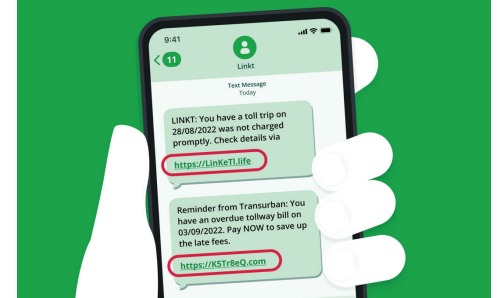 9:41
11
Linkt
Text Message
Today
LINKT: You have a toll trip on
28/08/2022 was not charged
promptly. Check details via
https://LinKeTl.life
Reminder from Transurban: You
have an overdue tollway bill on
03/09/2022. Pay NOW to save up
the late fees.
https://K5Tr8eQ.com